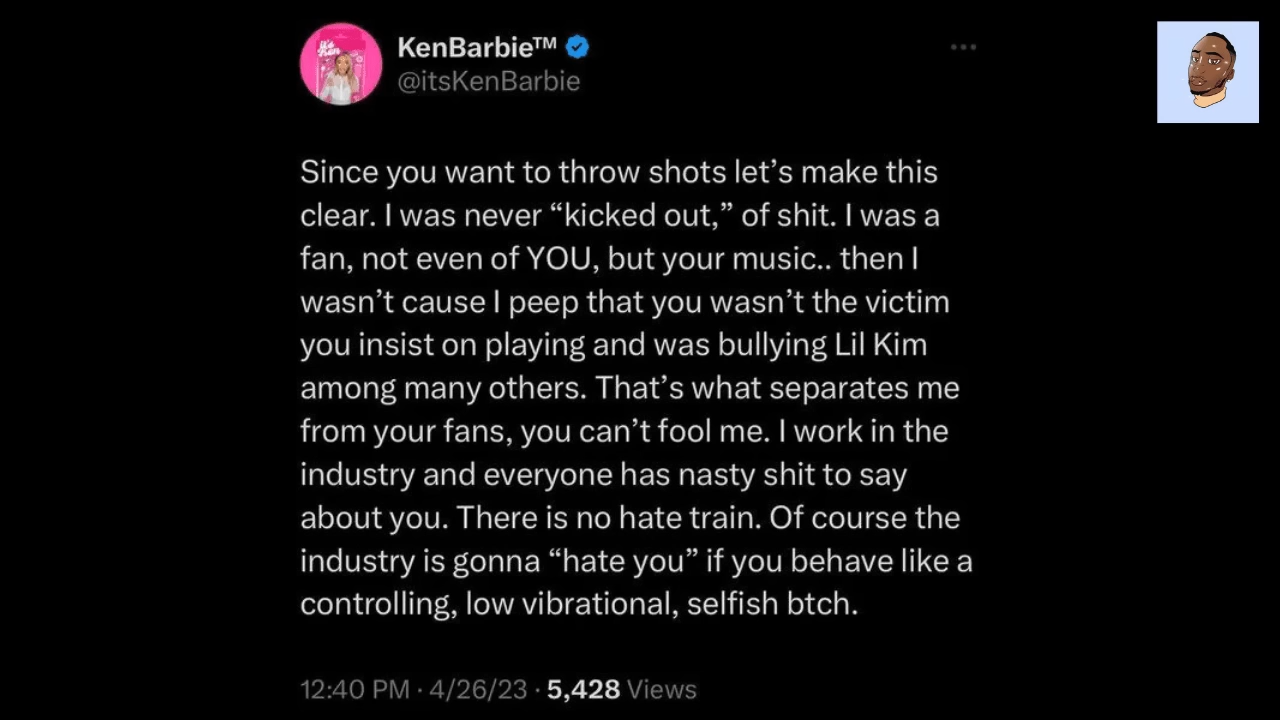 KenBarbie™
@itsKenBarbie
Since you want to throw shots let’s make this
clear. I was never “kicked out,” of shit. I was a
fan, not even of YOU, but your music.. then I
wasn’t cause I peep that you wasn’t the victim
you insist on playing and was bullying Lil Kim
among many others. That’s what separates me
from your fans, you can’t fool me. I work in the
industry and everyone has nasty shit to say
about you. There is no hate train. Of course the
industry is gonna “hate you” if you behave like a
controlling, low vibrational, selfish btch.
12:40 PM · 4/26/23 · 5,428 Views